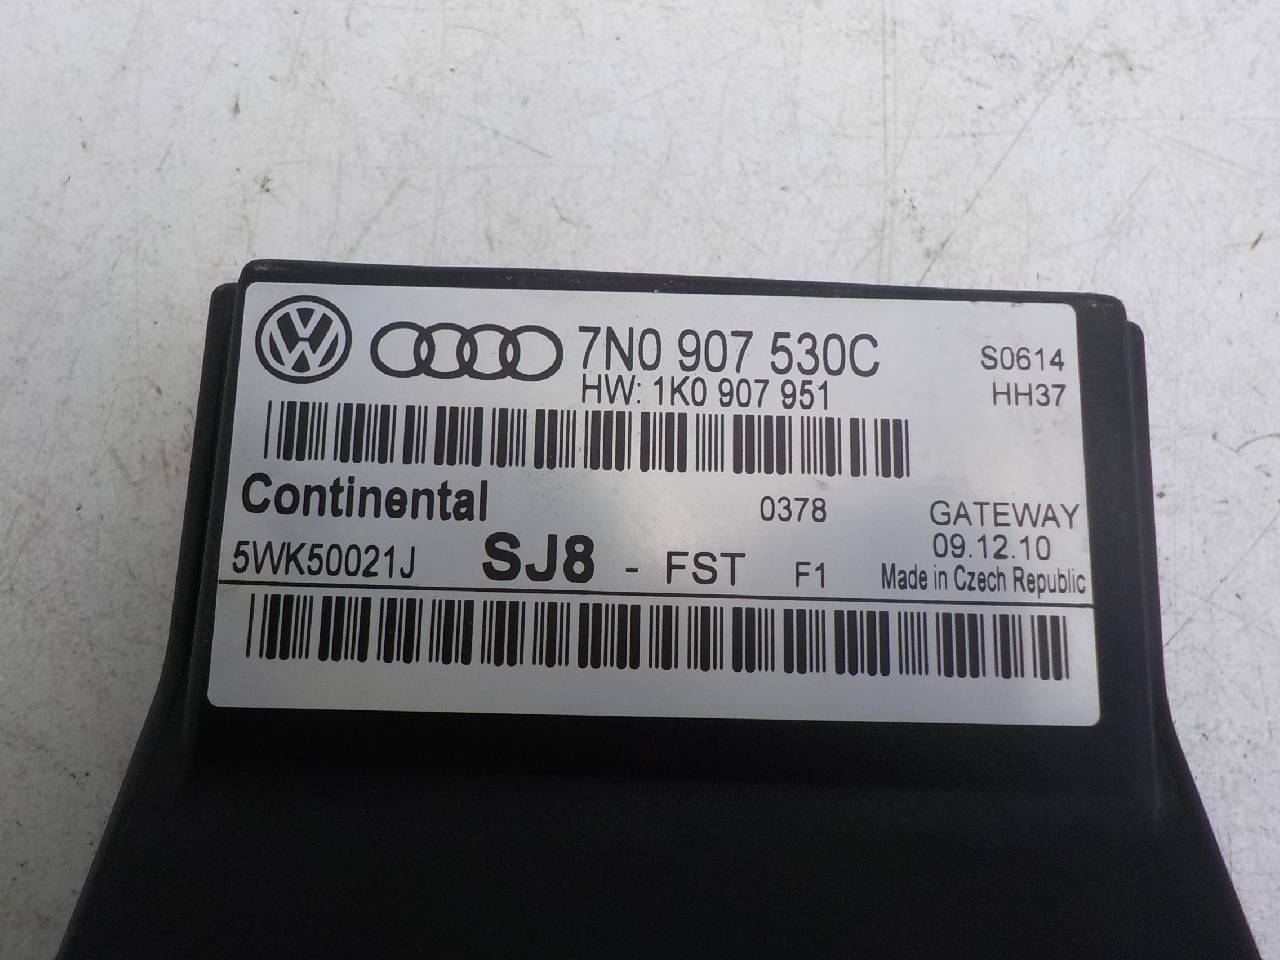 7N0 907 530C
HW: 1K0 907 951
S0614
HH37
Continental
0378
GATEWAY
09.12.10
5WK50021J SJ8 - FST F1 Made in Czech Republic